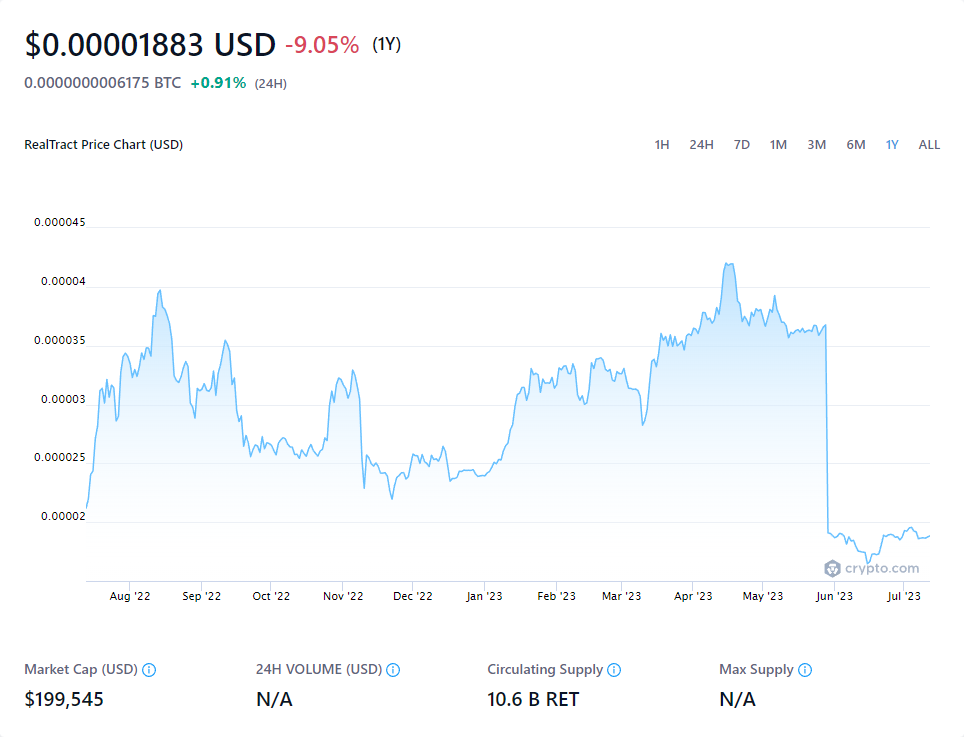 $0.00001883 USD -9.05% (1Y)
0.0000000006175 BTC +0.91% (24H)
RealTract Price Chart (USD)
1H 24H 7D 1M 3M 6M 1Y ALL
0.000045
0.00004
0.000035
0.00003
0.000025
0.00002
crypto.com
Aug '22 Sep '22 Oct '22 Nov '22 Dec '22 Jan '23 Feb '23 Mar '23 Apr '23 May '23 Jun '23 Jul '23
Market Cap (USD) 24H VOLUME (USD) Circulating Supply Max Supply
$199,545 N/A 10.6 B RET N/A